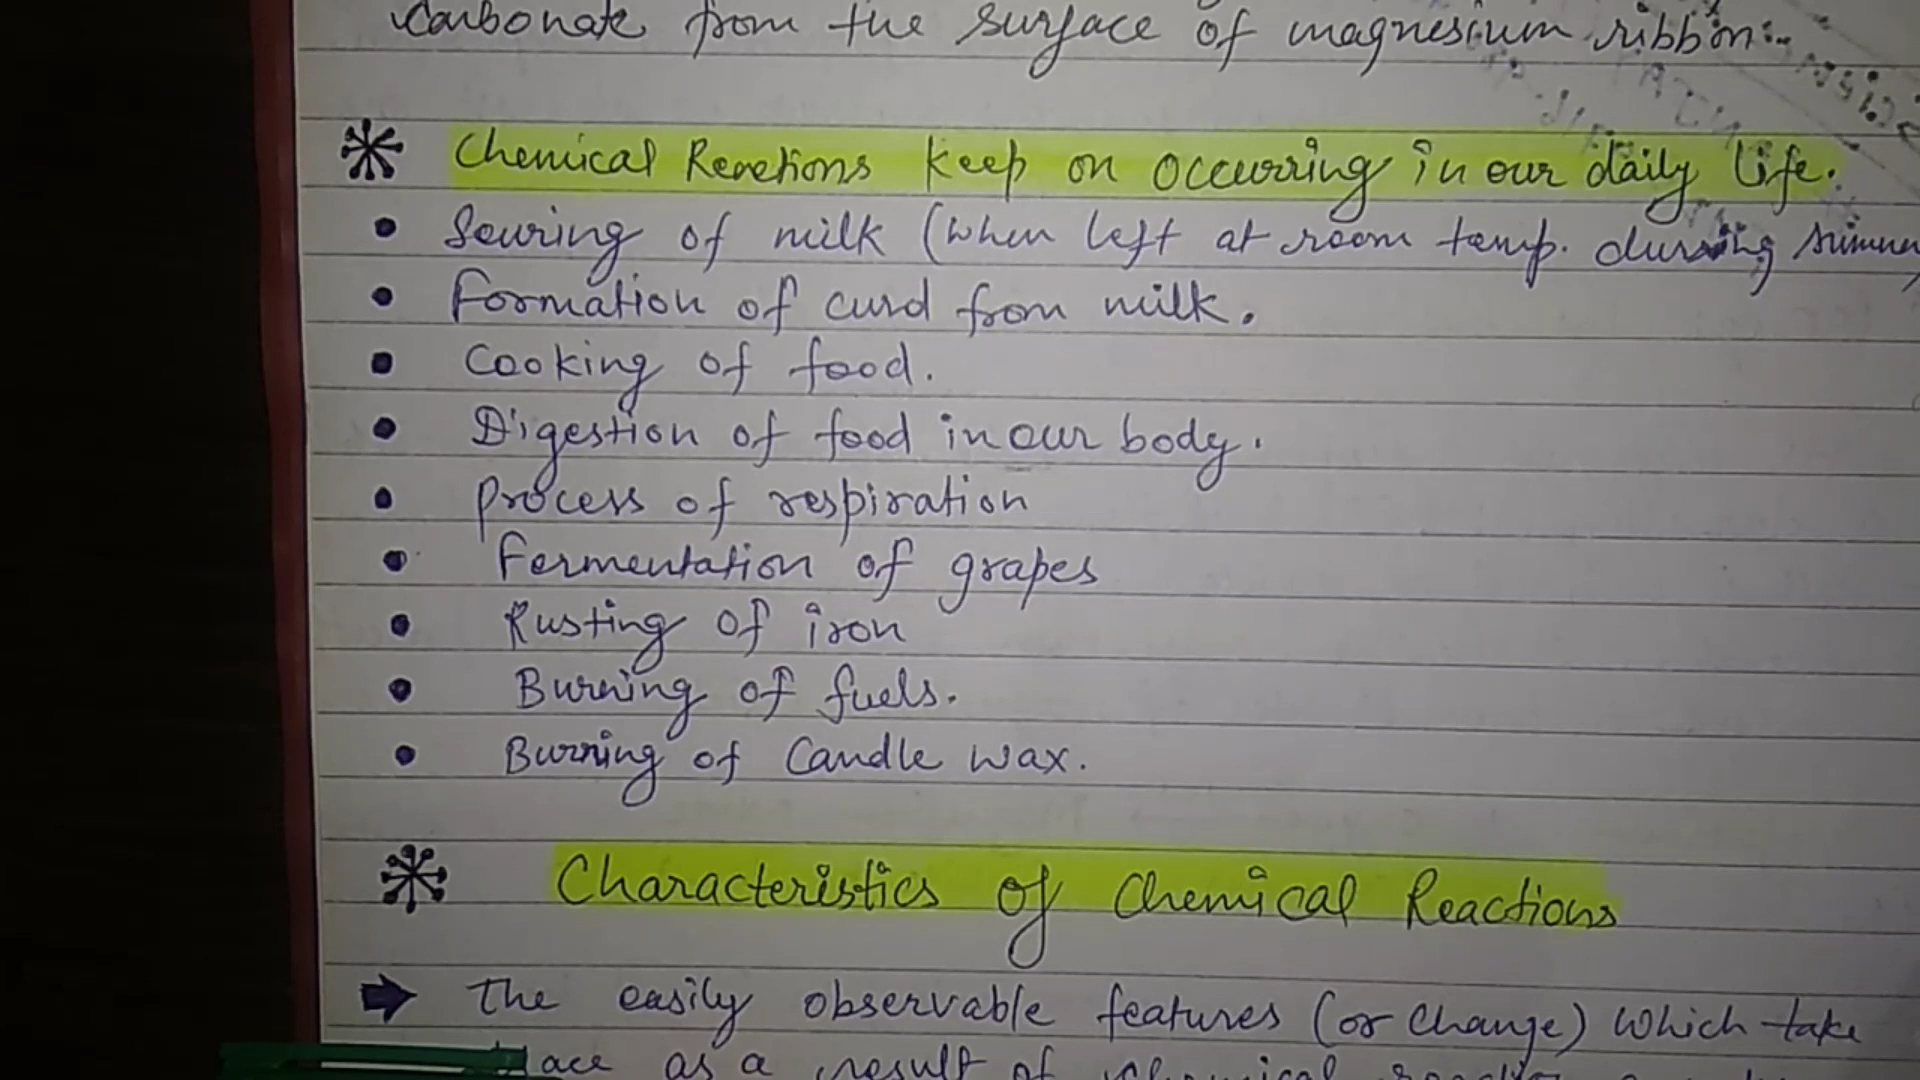 carbonate from the surface of magnesium ribbon:-
Chemical Reactions keep on occurring in our daily life.
• Souring of milk (when left at room temp. during summer
• Formation of curd from milk.
• Cooking of food.
• Digestion of food in our body.
• Process of respiration
• Fermentation of grapes
• Rusting of iron
• Burning of fuels.
• Burning of Candle wax.
Characteristics of Chemical Reactions
The easily observable features (or change) which take
place as a result of chemical